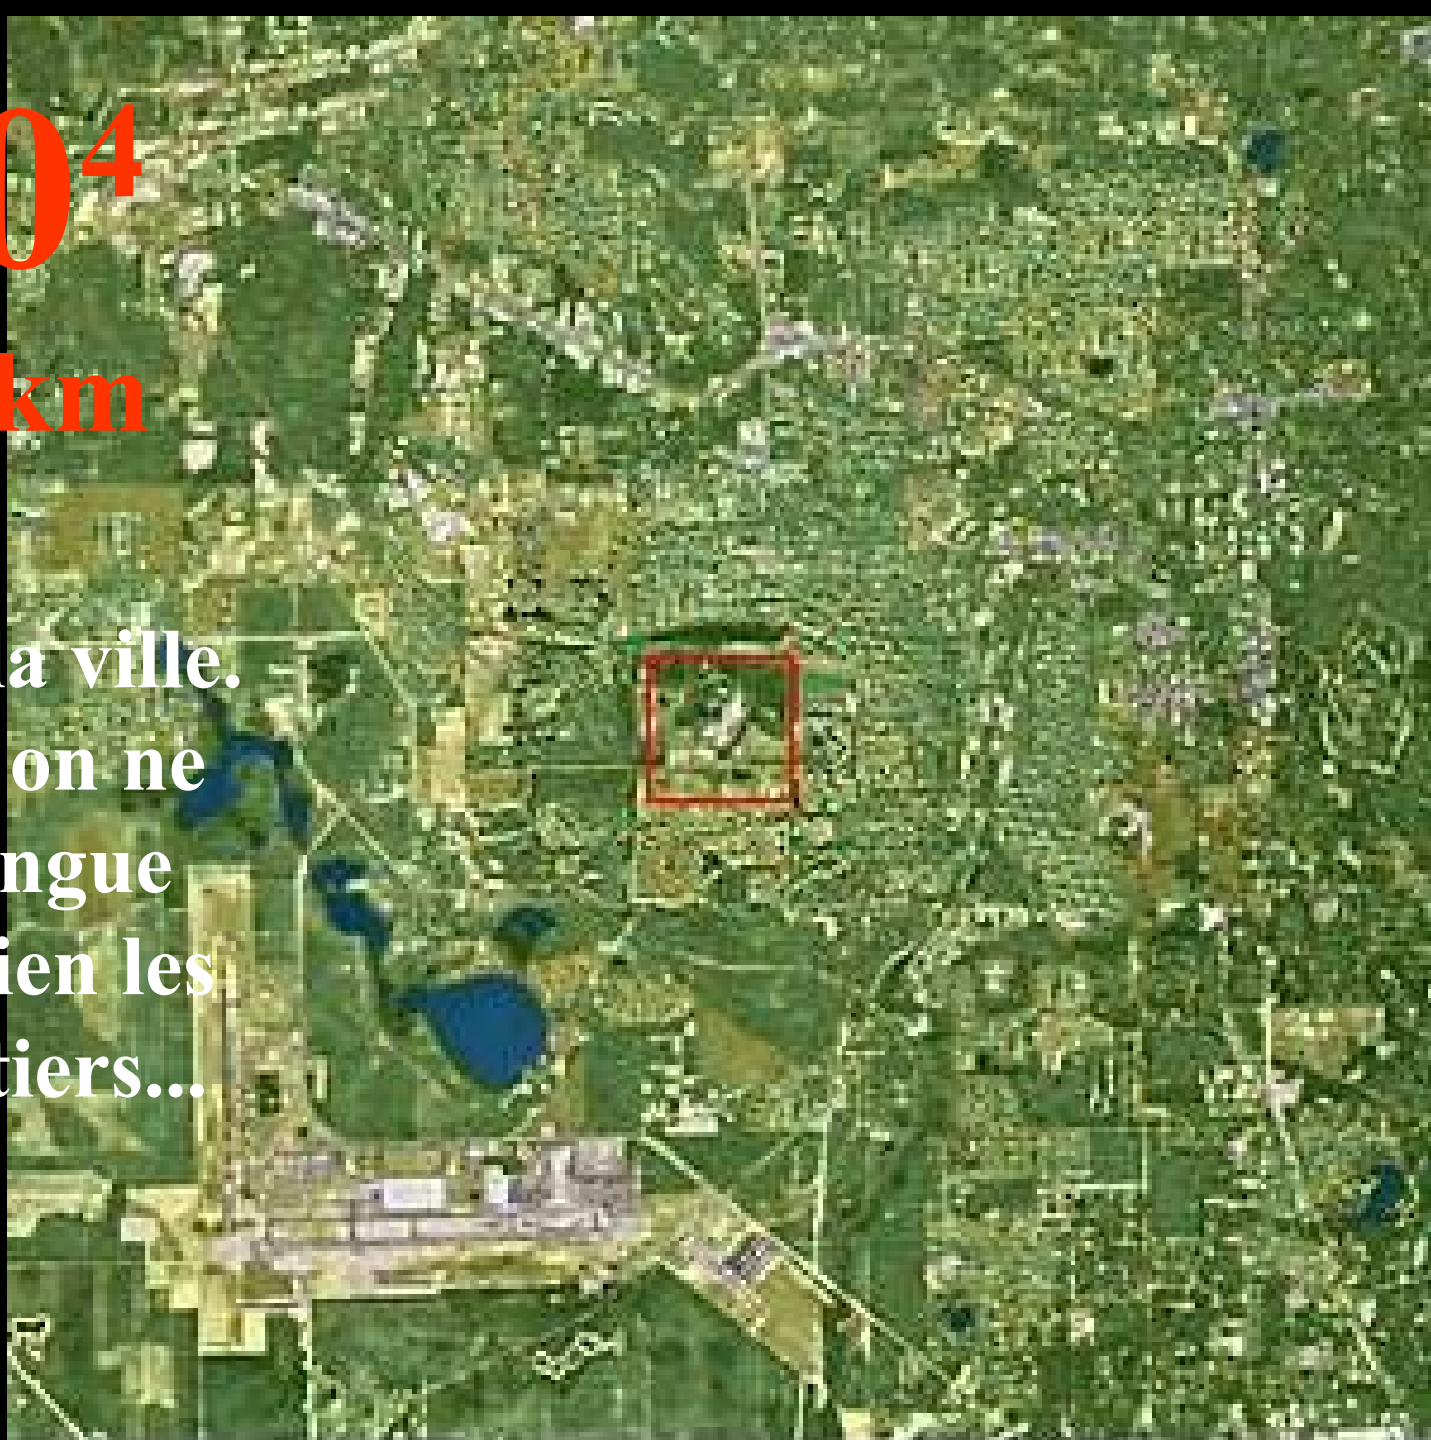 0⁴
km
a ville.
on ne
ngue
ien les
tiers...